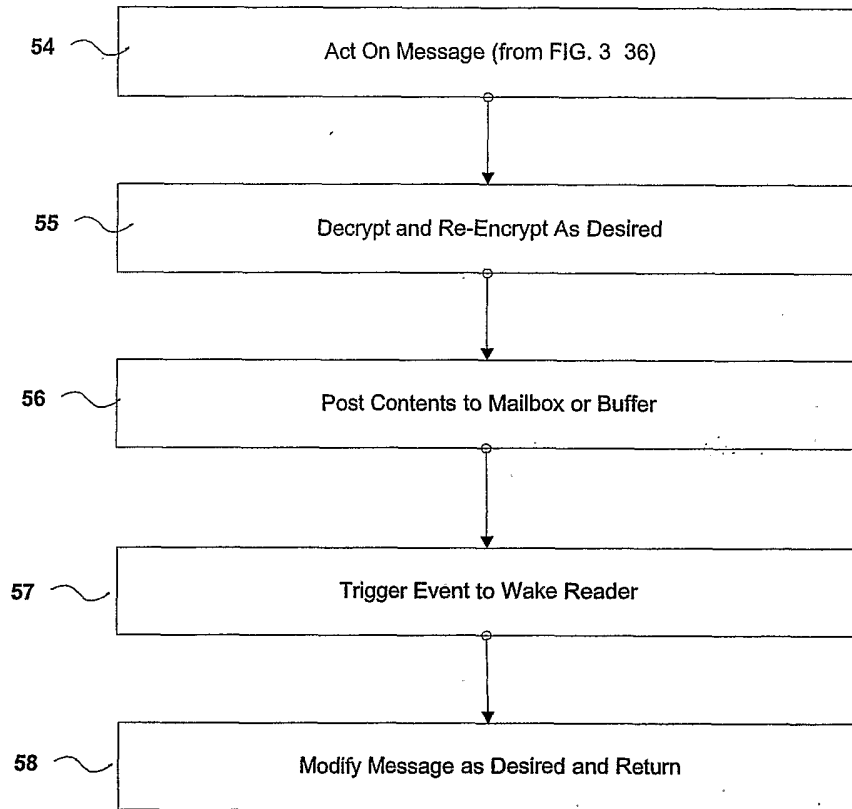 54 Act On Message (from FIG. 3 36)
55 Decrypt and Re-Encrypt As Desired
56 Post Contents to Mailbox or Buffer
57 Trigger Event to Wake Reader
58 Modify Message as Desired and Return